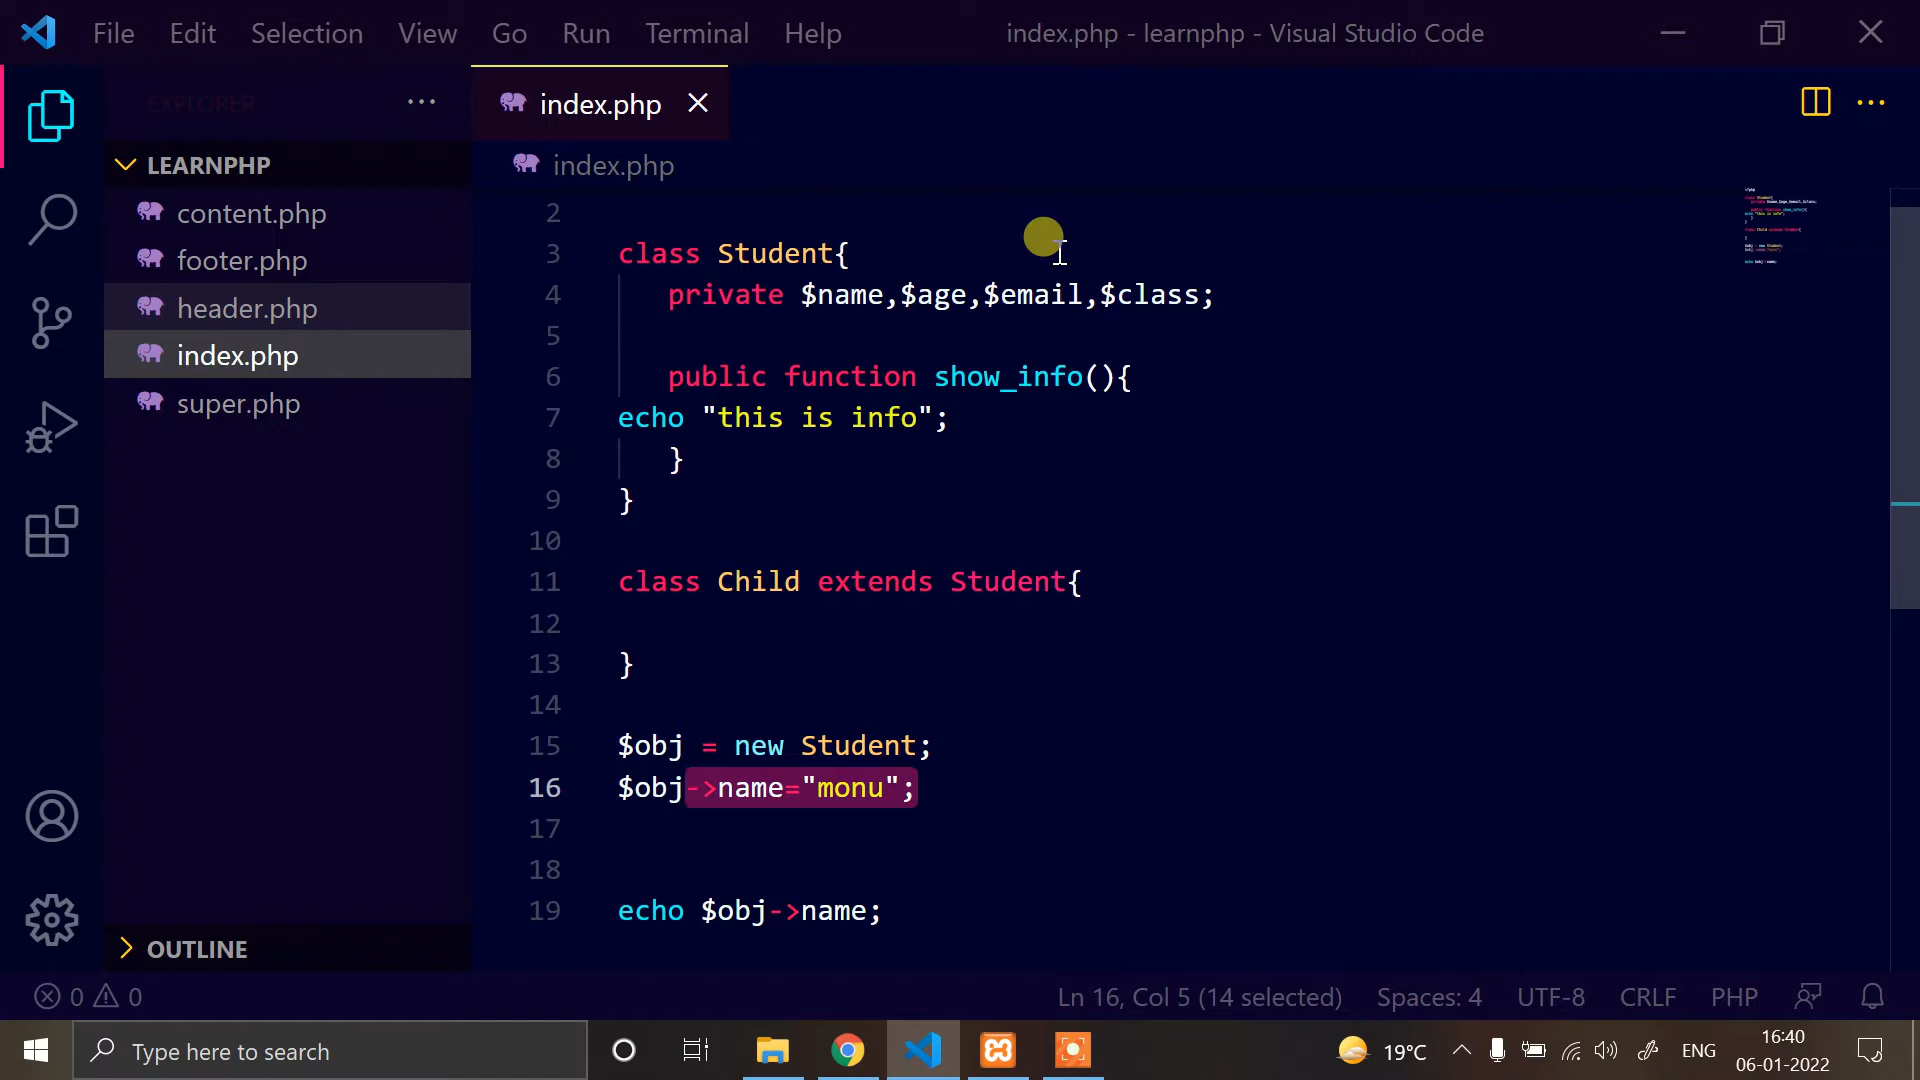 File Edit Selection View Go Run Terminal Help index.php - learnphp - Visual Studio Code
EXPLORER
index.php
LEARNPHP
index.php
content.php
footer.php
header.php
index.php
super.php
2
3 class Student{
4 private $name,$age,$email,$class;
5
6 public function show_info(){
7 echo "this is info";
8 }
9 }
10
11 class Child extends Student{
12
13 }
14
15 $obj = new Student;
16 $obj->name="monu";
17
18
19 echo $obj->name;
OUTLINE
0 0 Ln 16, Col 5 (14 selected) Spaces: 4 UTF-8 CRLF PHP
Type here to search
19°C ENG
16:40
06-01-2022